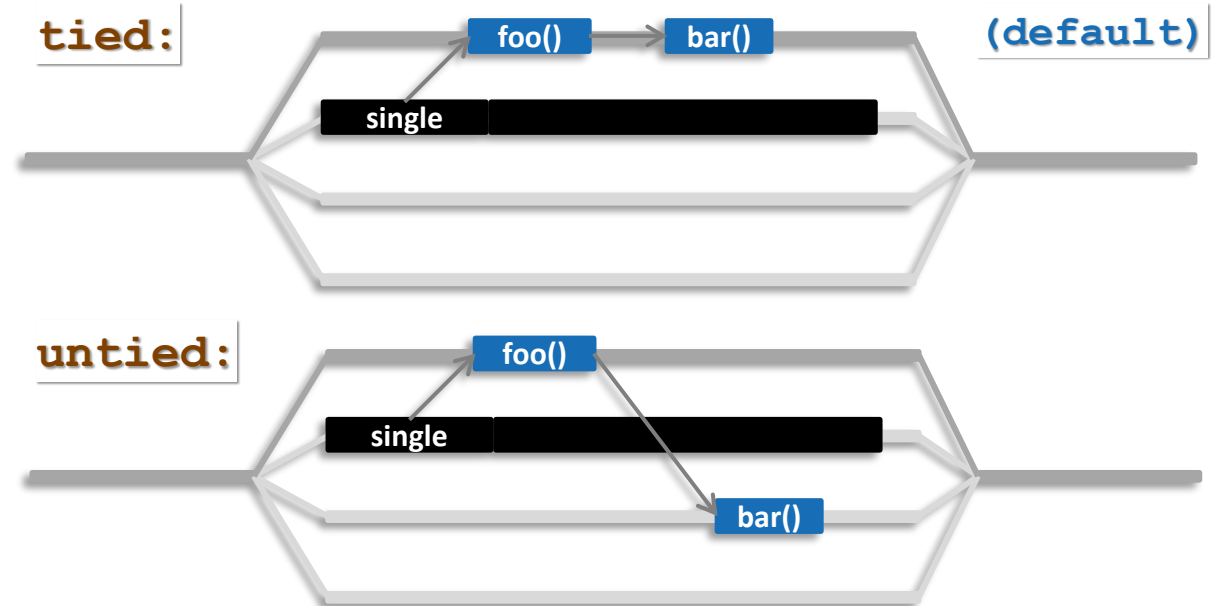 tied:
foo()
bar()
(default)
single
untied:
foo()
single
bar()